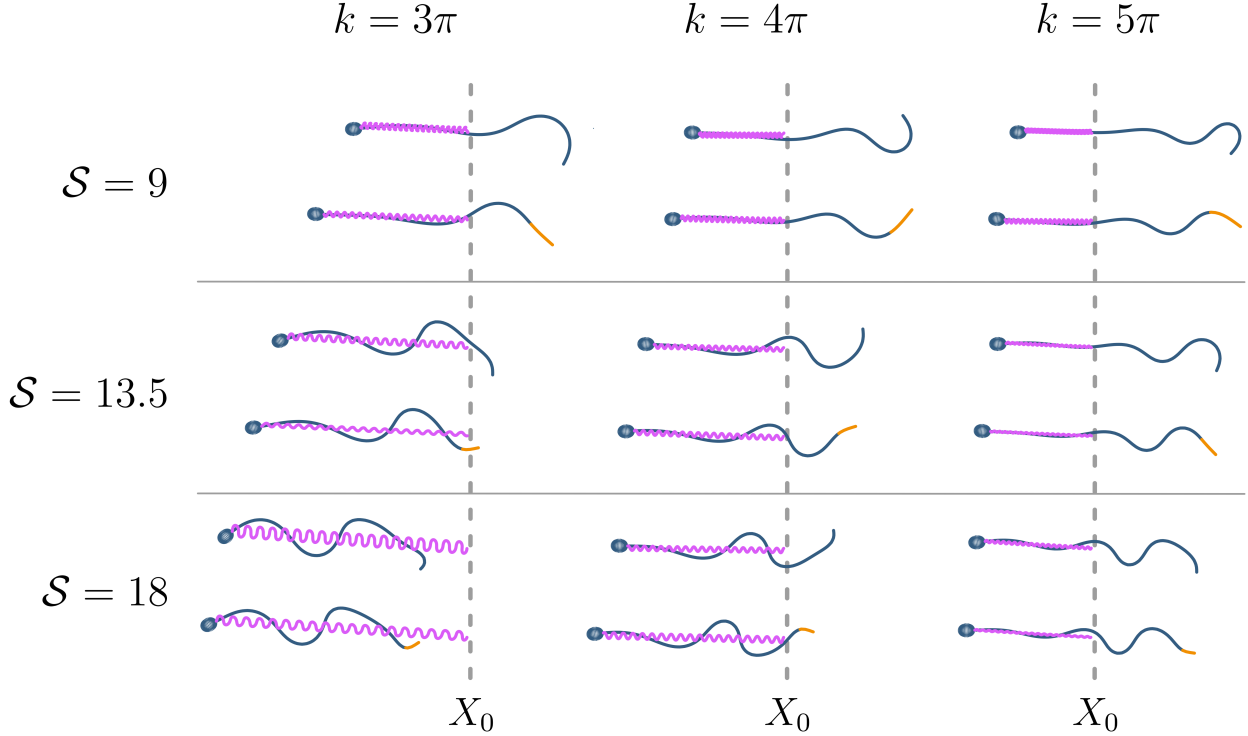 k = 3π k = 4π k = 5π
𝒮 = 9
𝒮 = 13.5
𝒮 = 18
X₀ X₀ X₀